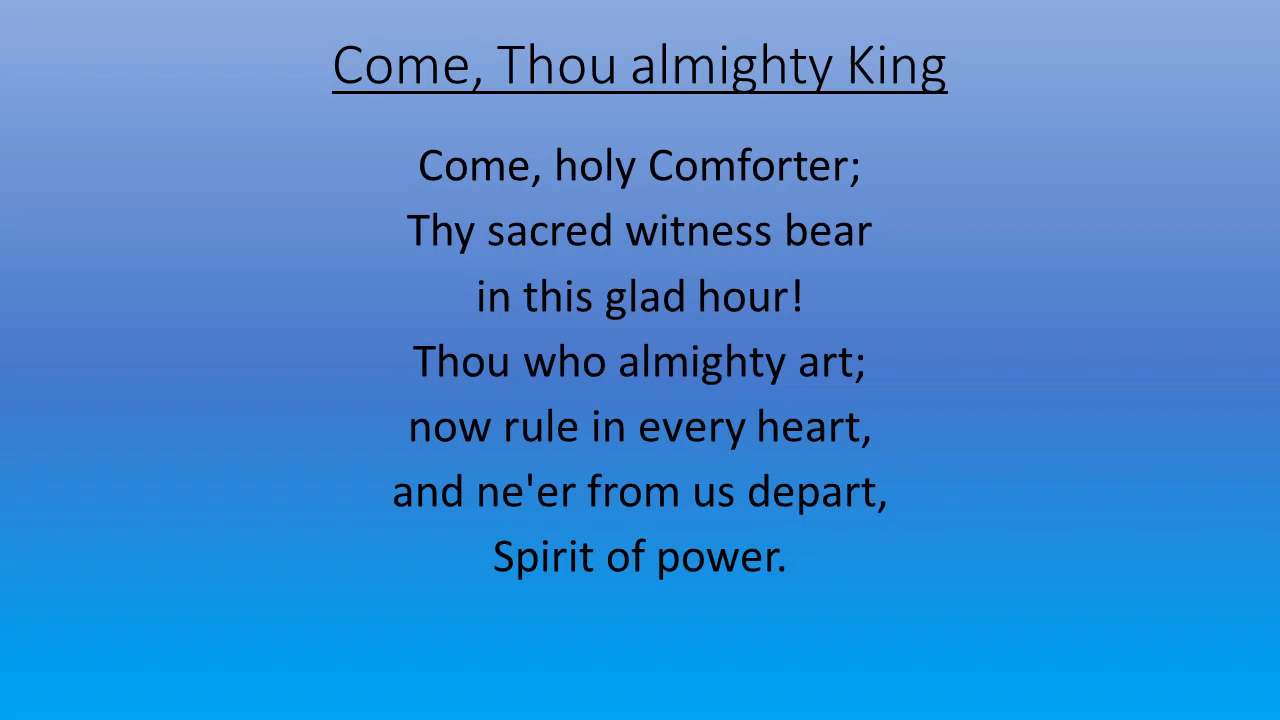 Come, Thou almighty King
Come, holy Comforter;
Thy sacred witness bear
in this glad hour!
Thou who almighty art;
now rule in every heart,
and ne'er from us depart,
Spirit of power.